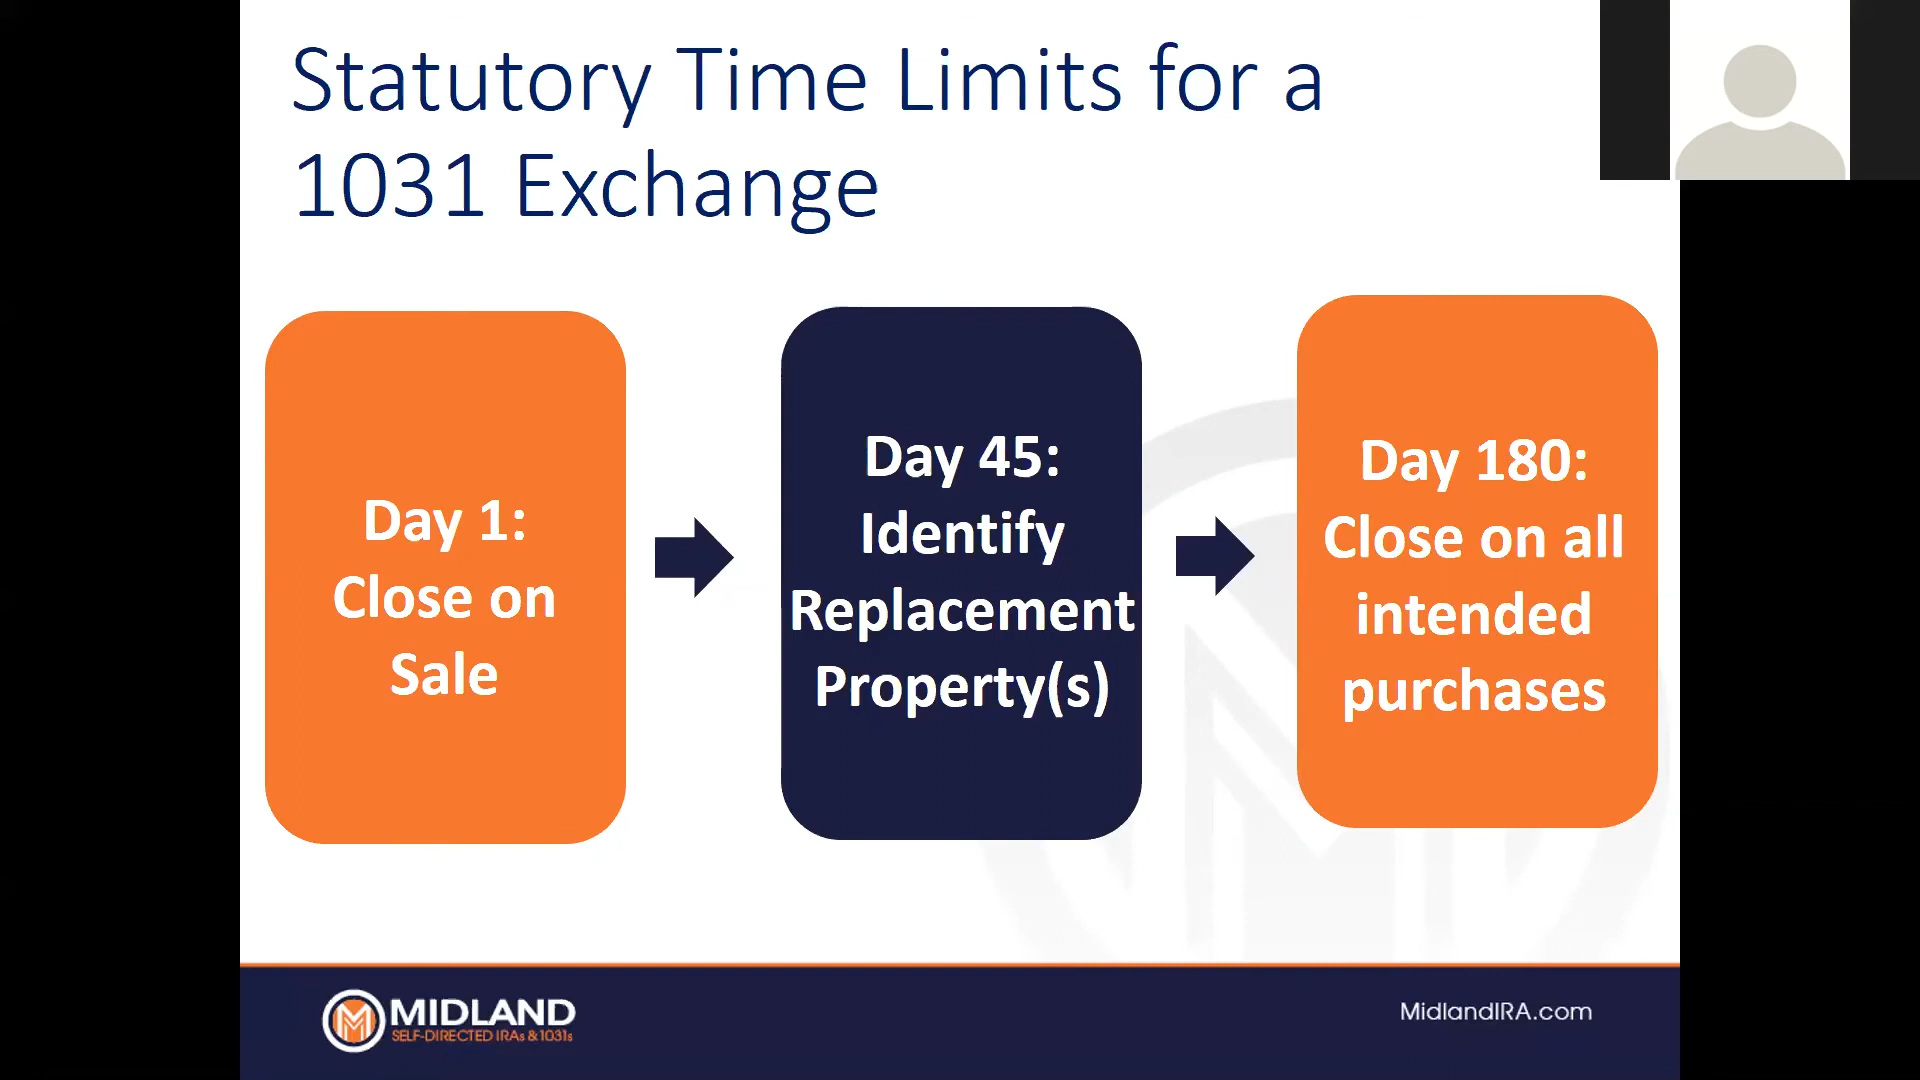 Statutory Time Limits for a
1031 Exchange
Day 1:
Close on
Sale
Day 45:
Identify
Replacement
Property(s)
Day 180:
Close on all
intended
purchases
MIDLAND
SELF-DIRECTED IRAs & 1031s
MidlandIRA.com